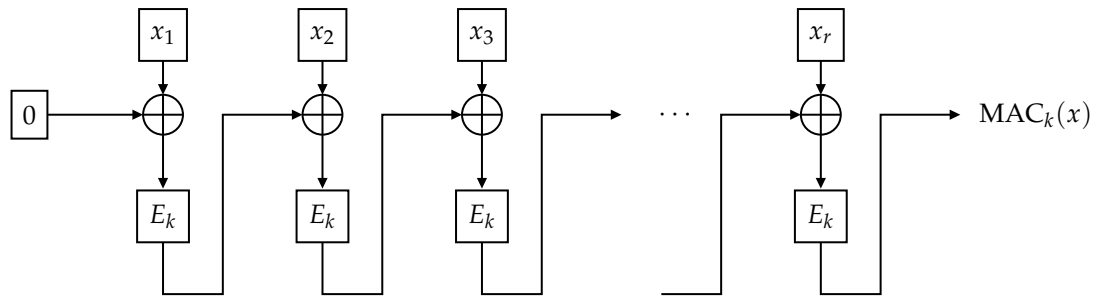 x₁ x₂ x₃ xᵣ
0 ··· MACₖ(x)
Eₖ Eₖ Eₖ Eₖ